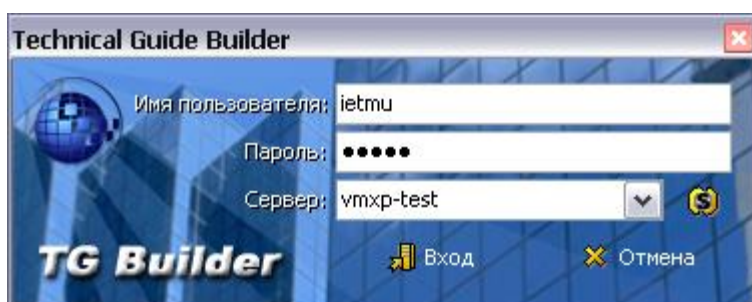 Technical Guide Builder
Имя пользователя: ietmu
Пароль: •••••
Сервер: vmxp-test
S
TG Builder Вход Отмена